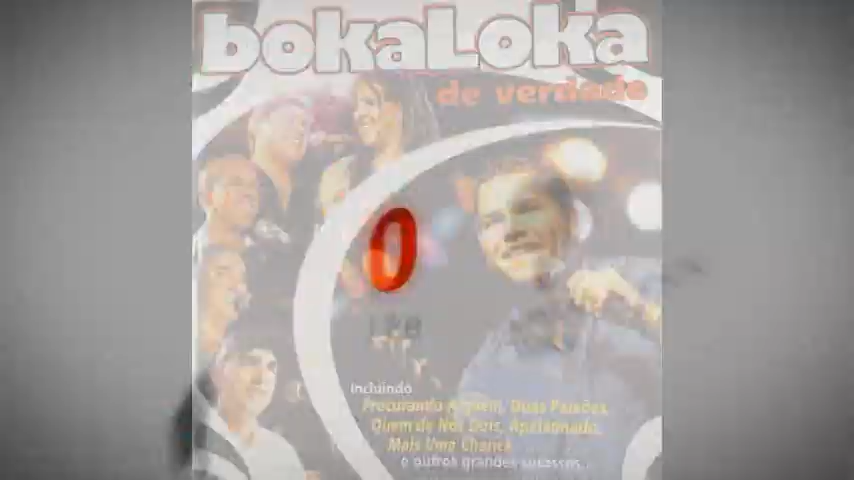 bokaLoka
de verdade
0
incluindo
Procurando Alguém, Duas Paixões,
Quem de Nós Dois, Apaixonado,
Mais Uma Chance
e outros grandes sucessos...